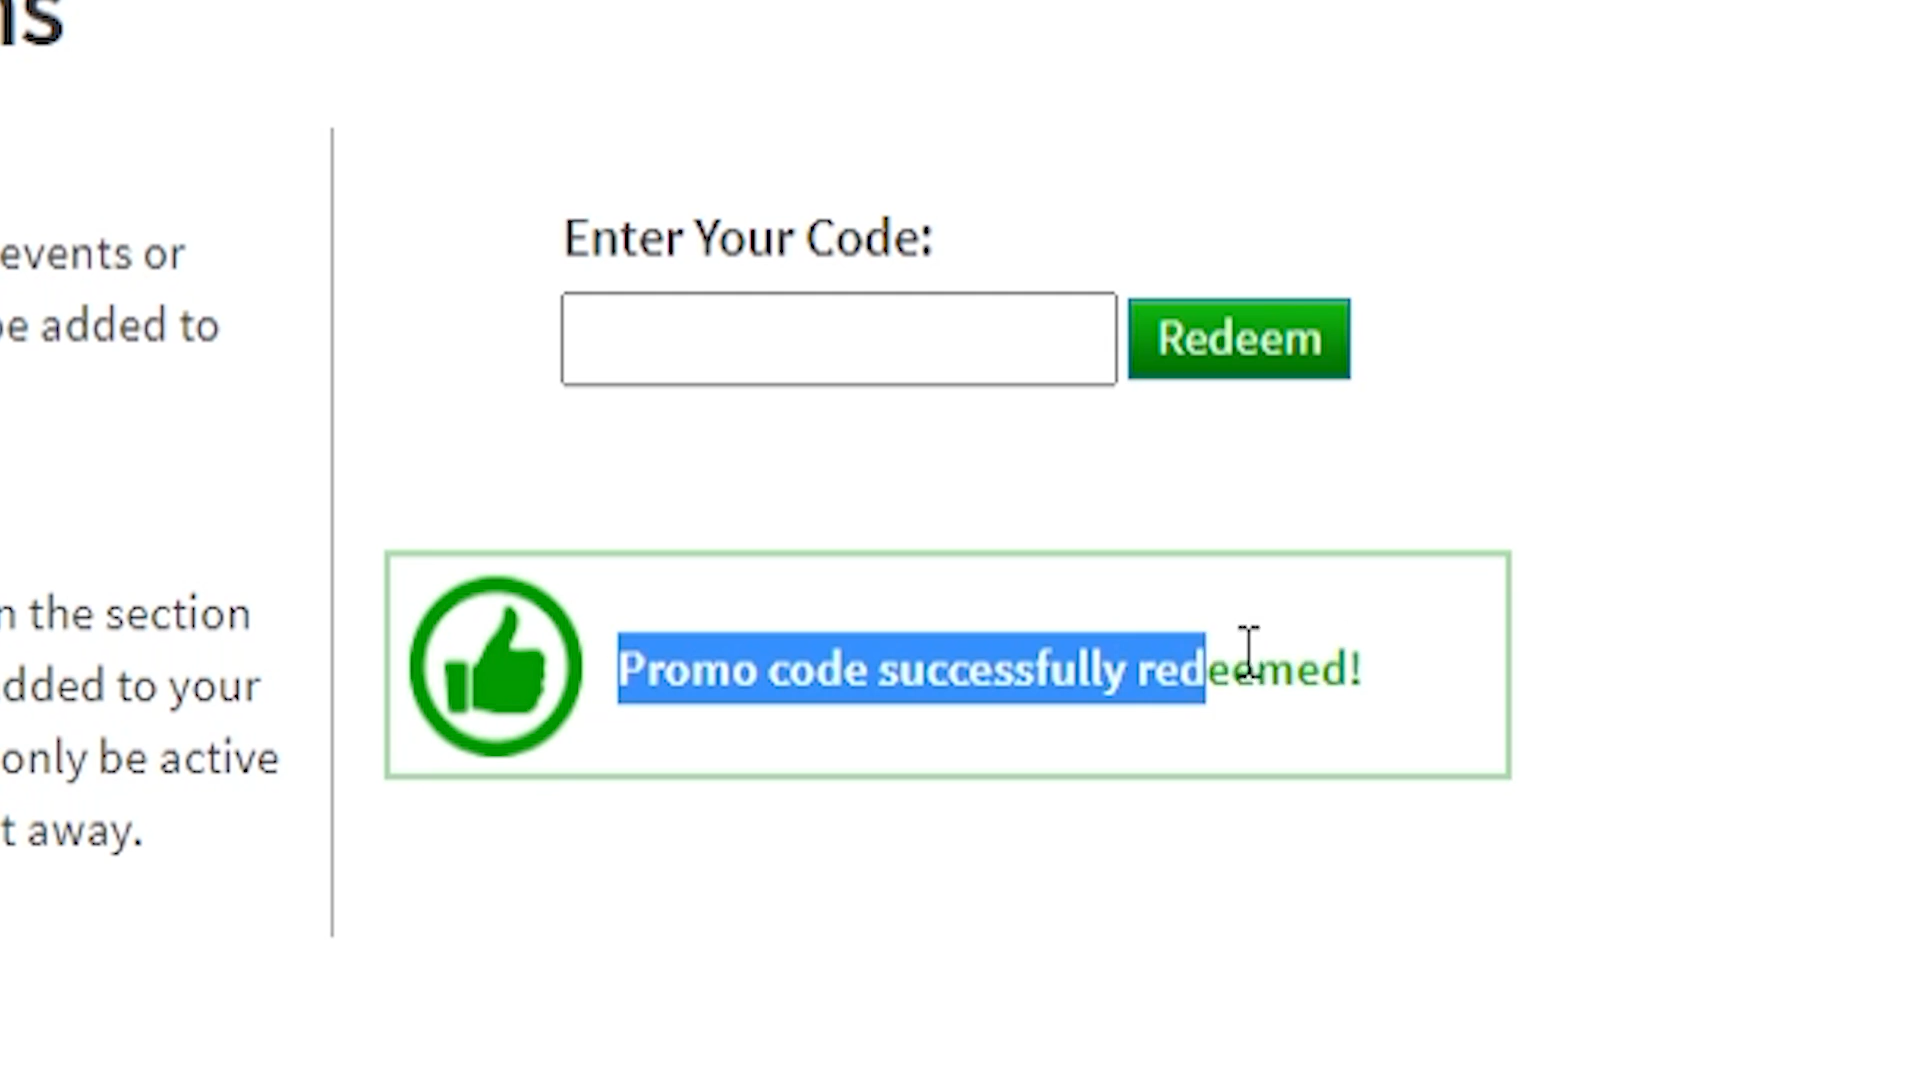 events or
be added to
n the section
dded to your
only be active
t away.
Enter Your Code:
Redeem
Promo code successfully redeemed!